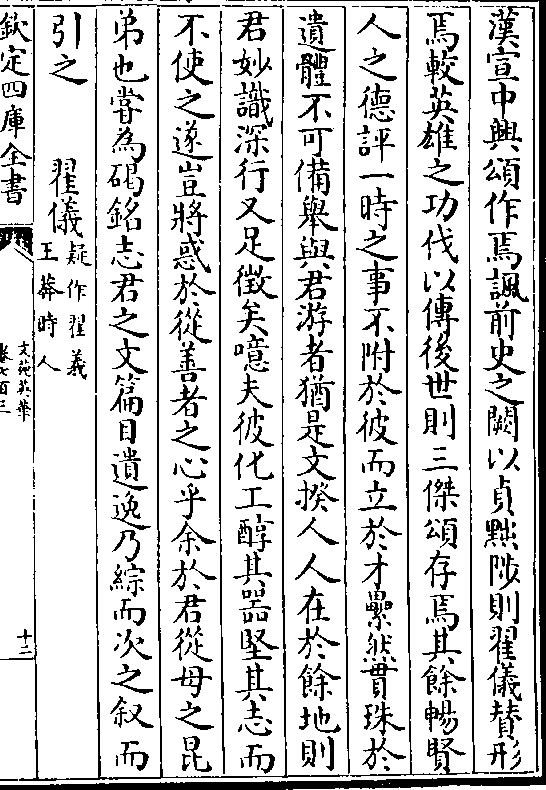 漢宣中興頌作焉諷前史之闕以貞黜陟則翟儀賛形
焉較英雄之功伐以傳後世則三傑頌存焉其餘暢賢
人之德評一時之事不附於彼而立於才纍然貫珠於
遺體不可備舉與君游者猶是文揆人人在於餘地則
君妙識深行又足徵矣噫夫彼化工醇其器堅其志而
不使之遂豈將惑於從善者之心乎余於君從母之昆
弟也嘗為碣銘志君之文篇目遺逸乃綜而次之叙而
引之
翟儀疑作翟義王莽時人
欽定四庫全書
文苑英華
卷七百三
十二